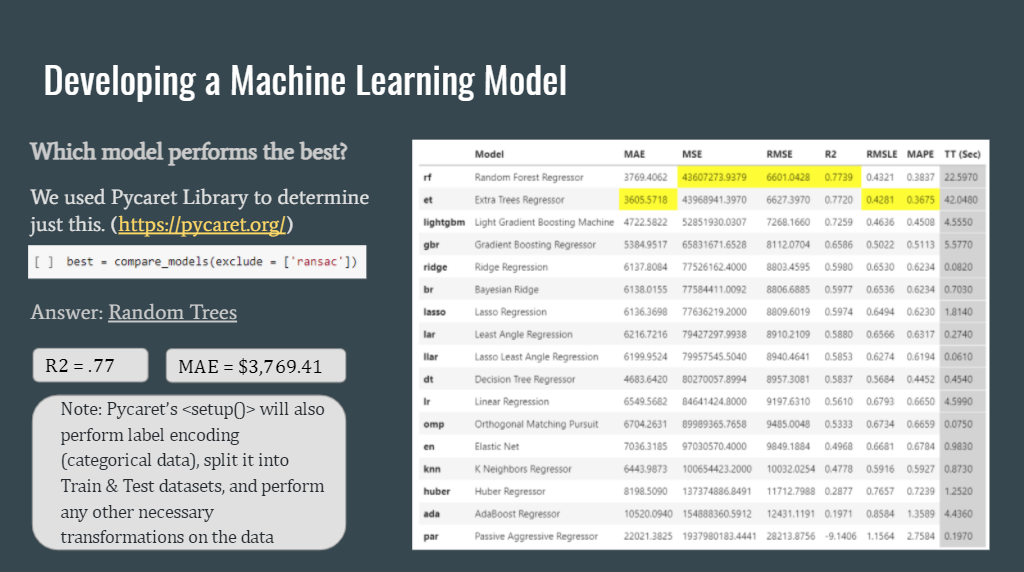 Developing a Machine Learning Model
Which model performs the best?
We used Pycaret Library to determine
just this. (https://pycaret.org/)
[ ] best = compare_models(exclude = ['ransac'])
Answer: Random Trees
R2 = .77
MAE = $3,769.41
Note: Pycaret's <setup()> will also
perform label encoding
(categorical data), split it into
Train & Test datasets, and perform
any other necessary
transformations on the data
Model MAE MSE RMSE R2 RMSLE MAPE TT (Sec)
rf Random Forest Regressor 3769.4062 43607273.9379 6601.0428 0.7739 0.4321 0.3837 22.5970
et Extra Trees Regressor 3605.5718 43968941.3970 6627.3970 0.7720 0.4281 0.3675 42.0480
lightgbm Light Gradient Boosting Machine 4722.5822 52851930.0307 7268.1660 0.7259 0.4636 0.4508 4.5550
gbr Gradient Boosting Regressor 5384.9517 65831671.6528 8112.0704 0.6586 0.5022 0.5113 5.5770
ridge Ridge Regression 6137.8084 77526162.4000 8803.4595 0.5980 0.6530 0.6234 0.0820
br Bayesian Ridge 6138.0155 77584411.0092 8806.6885 0.5977 0.6536 0.6234 0.7030
lasso Lasso Regression 6136.3698 77636219.2000 8809.6019 0.5974 0.6494 0.6230 1.8140
lar Least Angle Regression 6216.7216 79427297.9938 8910.2109 0.5880 0.6566 0.6317 0.2740
llar Lasso Least Angle Regression 6199.9524 79957545.5040 8940.4641 0.5853 0.6274 0.6194 0.0610
dt Decision Tree Regressor 4683.6420 80270057.8994 8957.3081 0.5837 0.5684 0.4452 0.4540
lr Linear Regression 6549.5682 84641424.8000 9197.6310 0.5610 0.6793 0.6650 4.5990
omp Orthogonal Matching Pursuit 6704.2631 89989365.7658 9485.0048 0.5333 0.6734 0.6659 0.0750
en Elastic Net 7036.3185 97030570.4000 9849.1884 0.4968 0.6681 0.6784 0.9830
knn K Neighbors Regressor 6443.9873 100654423.2000 10032.0254 0.4778 0.5916 0.5927 0.8730
huber Huber Regressor 8198.5090 137374886.8491 11712.7988 0.2877 0.7657 0.7239 1.2520
ada AdaBoost Regressor 10520.0940 154888360.5912 12431.1191 0.1971 0.8584 1.3589 4.4360
par Passive Aggressive Regressor 22021.3825 1937980183.4441 28213.8756 -9.1406 1.1564 2.7584 0.1970